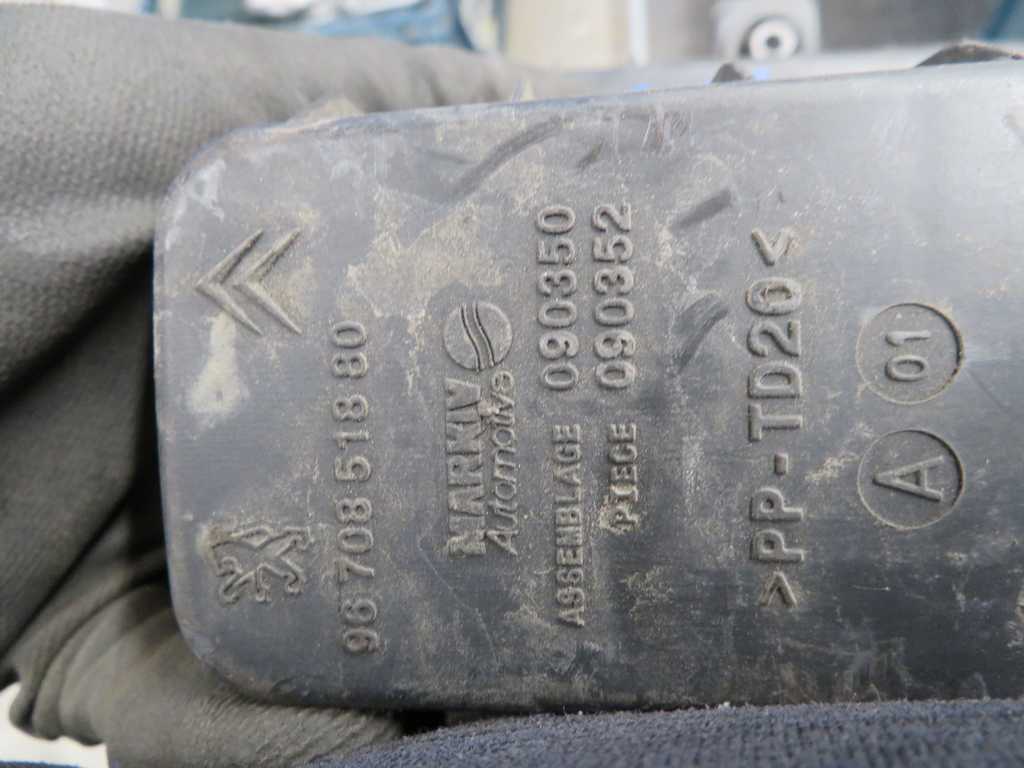 96 708 518 80
MARKIV
Automotive
ASSEMBLAGE 090350
PIECE 090352
>PP-TD20<
A 01